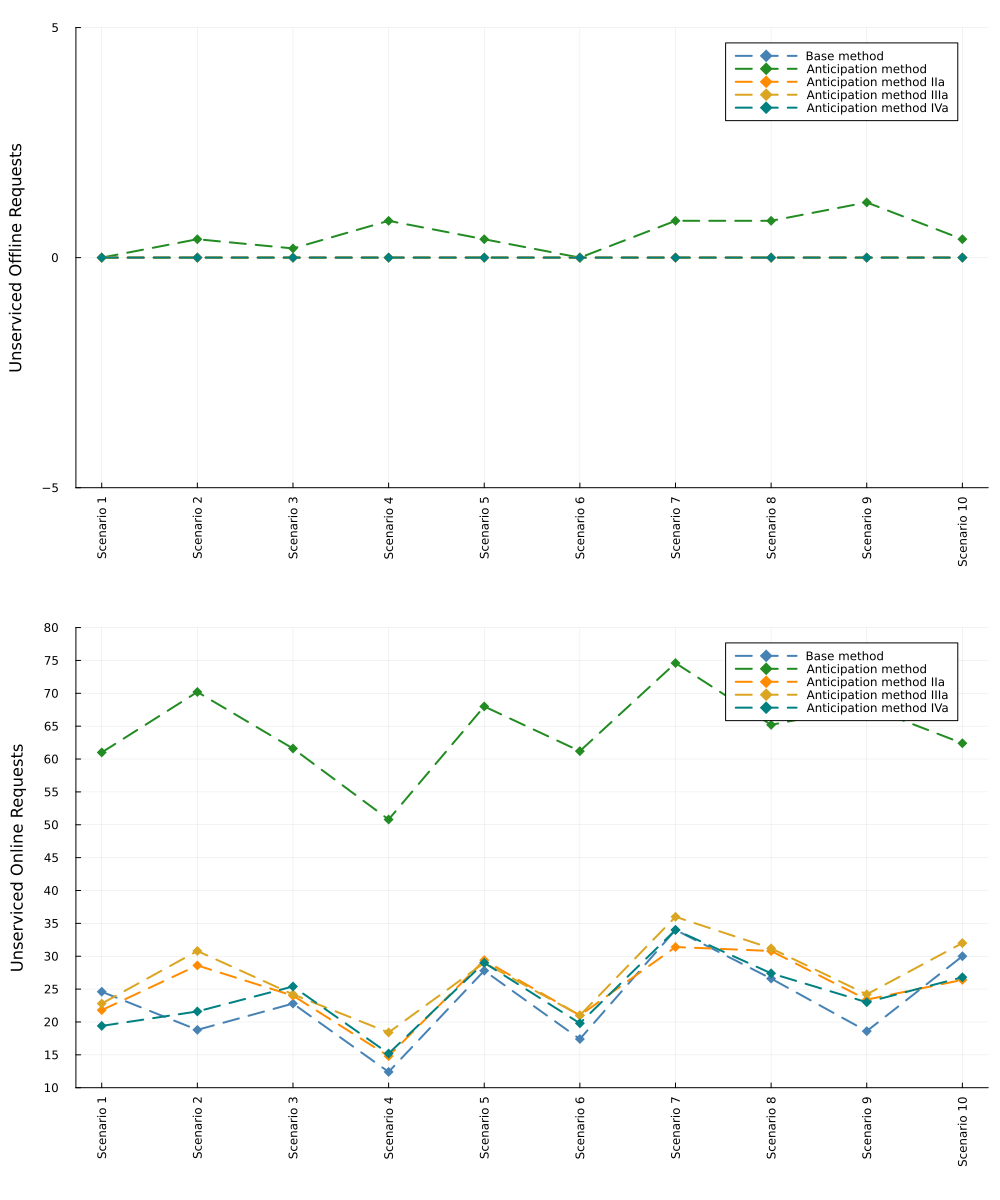 5
0
−5
Unserviced Offline Requests
Base method
Anticipation method
Anticipation method IIa
Anticipation method IIIa
Anticipation method IVa
Scenario 1
Scenario 2
Scenario 3
Scenario 4
Scenario 5
Scenario 6
Scenario 7
Scenario 8
Scenario 9
Scenario 10
80
75
70
65
60
55
50
45
40
35
30
25
20
15
10
Unserviced Online Requests
Base method
Anticipation method
Anticipation method IIa
Anticipation method IIIa
Anticipation method IVa
Scenario 1
Scenario 2
Scenario 3
Scenario 4
Scenario 5
Scenario 6
Scenario 7
Scenario 8
Scenario 9
Scenario 10